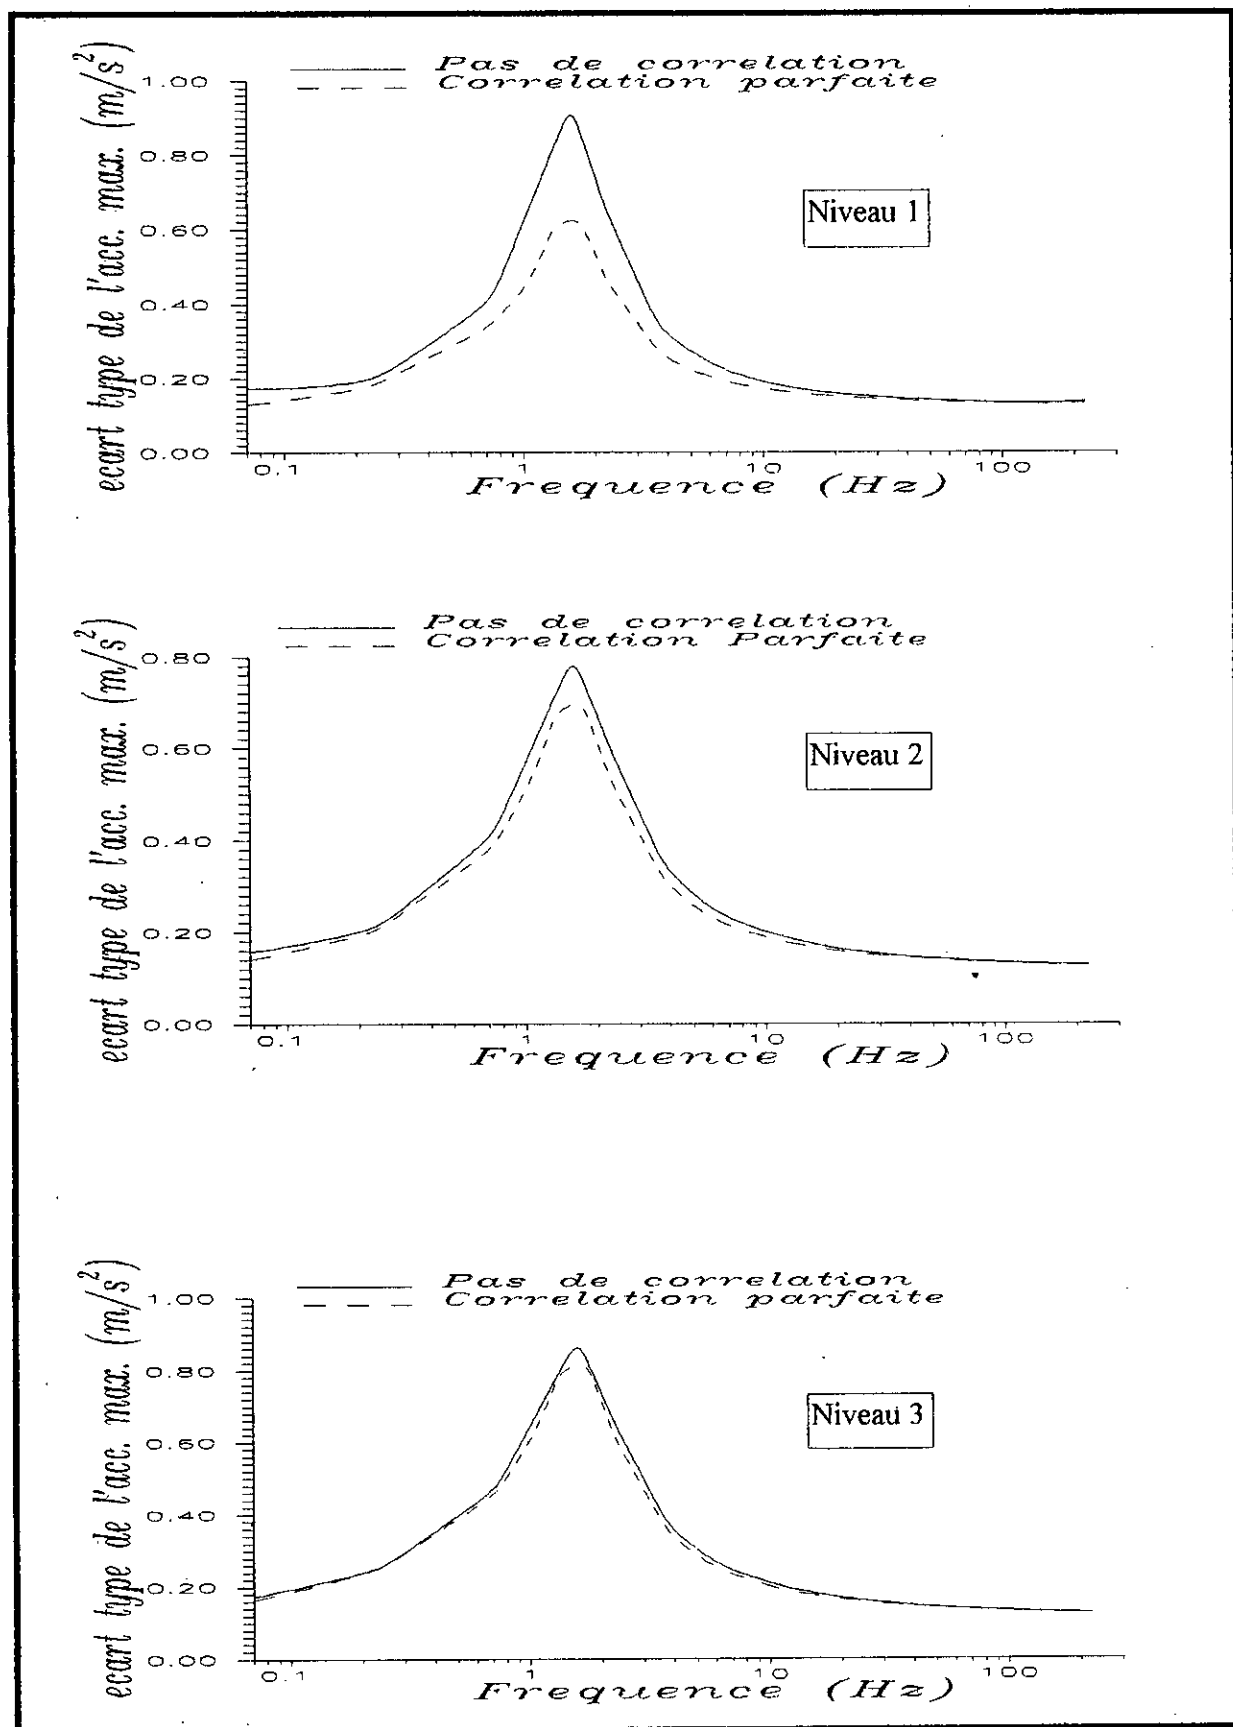 Pas de correlation
Correlation parfaite
ecart type de l'acc. max. (m/s²)
1.00
0.80
0.60
0.40
0.20
0.00
Niveau 1
0.1 1 10 100
Frequence (Hz)
Pas de correlation
Correlation Parfaite
ecart type de l'acc. max. (m/s²)
0.80
0.60
0.40
0.20
0.00
Niveau 2
0.1 1 10 100
Frequence (Hz)
Pas de correlation
Correlation parfaite
ecart type de l'acc. max. (m/s²)
1.00
0.80
0.60
0.40
0.20
0.00
Niveau 3
0.1 1 10 100
Frequence (Hz)